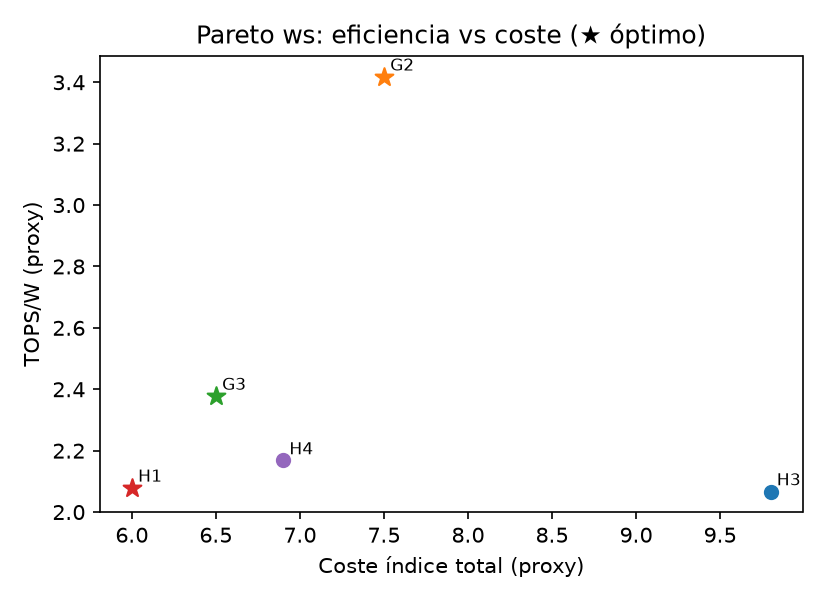 Pareto ws: eficiencia vs coste (★ óptimo)
TOPS/W (proxy)
3.4
3.2
3.0
2.8
2.6
2.4
2.2
2.0
G2
G3
H4
H1
H3
6.0 6.5 7.0 7.5 8.0 8.5 9.0 9.5
Coste índice total (proxy)